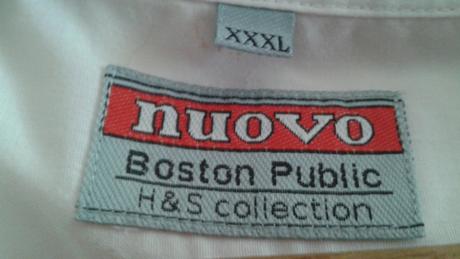 XXXL
nuovo
Boston Public
H&S collection